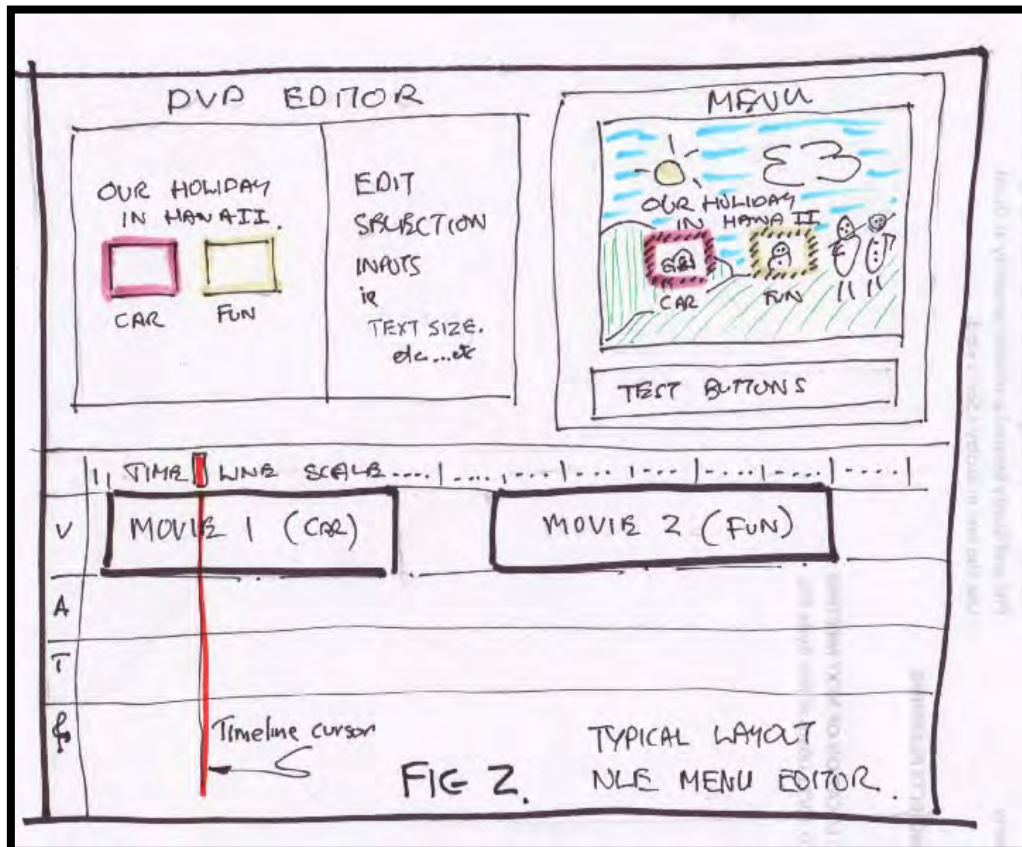 DVD EDITOR
OUR HOLIDAY
IN HAWAII.
CAR
FUN
EDIT
SELECTION
INPUTS
ie
TEXT SIZE.
etc....etc
MENU
OUR HOLIDAY
IN HAWAII
CAR
FUN
TEST BUTTONS
TIME LINE SCALE....
V
MOVIE 1 (CAR)
MOVIE 2 (FUN)
A
T
Timeline cursor
FIG 2.
TYPICAL LAYOUT
NLE MENU EDITOR.